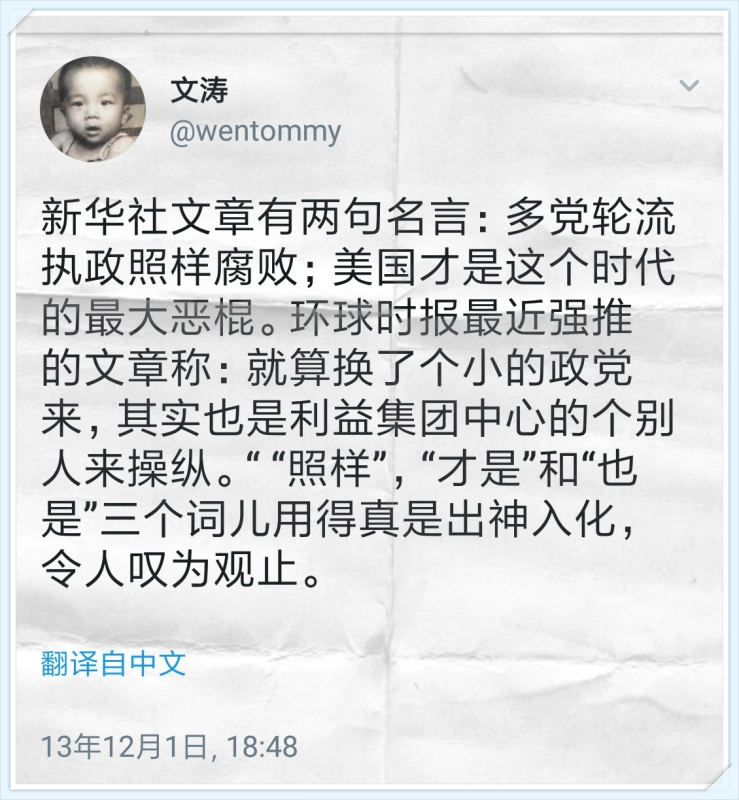 文涛
@wentommy
新华社文章有两句名言：多党轮流
执政照样腐败；美国才是这个时代
的最大恶棍。环球时报最近强推
的文章称：就算换了个小的政党
来，其实也是利益集团中心的个别
人来操纵。“ “照样”，“才是”和“也
是”三个词儿用得真是出神入化，
令人叹为观止。
翻译自中文
13年12月1日, 18:48